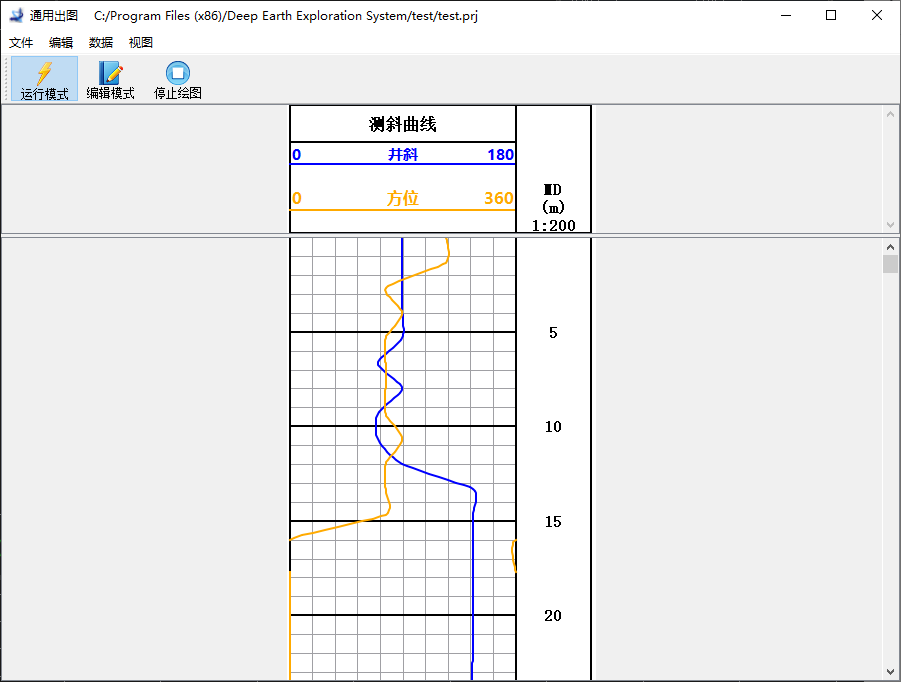 通用出图 C:/Program Files (x86)/Deep Earth Exploration System/test/test.prj
文件 编辑 数据 视图
运行模式 编辑模式 停止绘图
测斜曲线
0 井斜 180
0 方位 360
MD
(m)
1:200
5
10
15
20